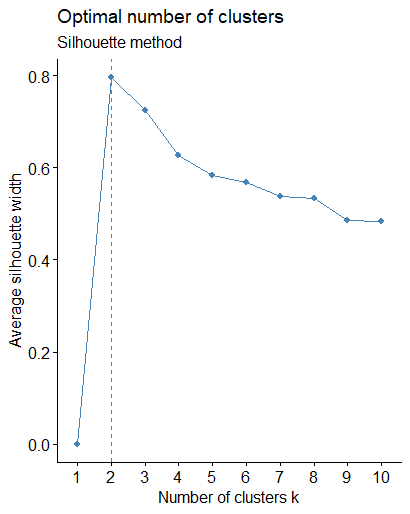 Optimal number of clusters
Silhouette method
Average silhouette width
0.8
0.6
0.4
0.2
0.0
1 2 3 4 5 6 7 8 9 10
Number of clusters k